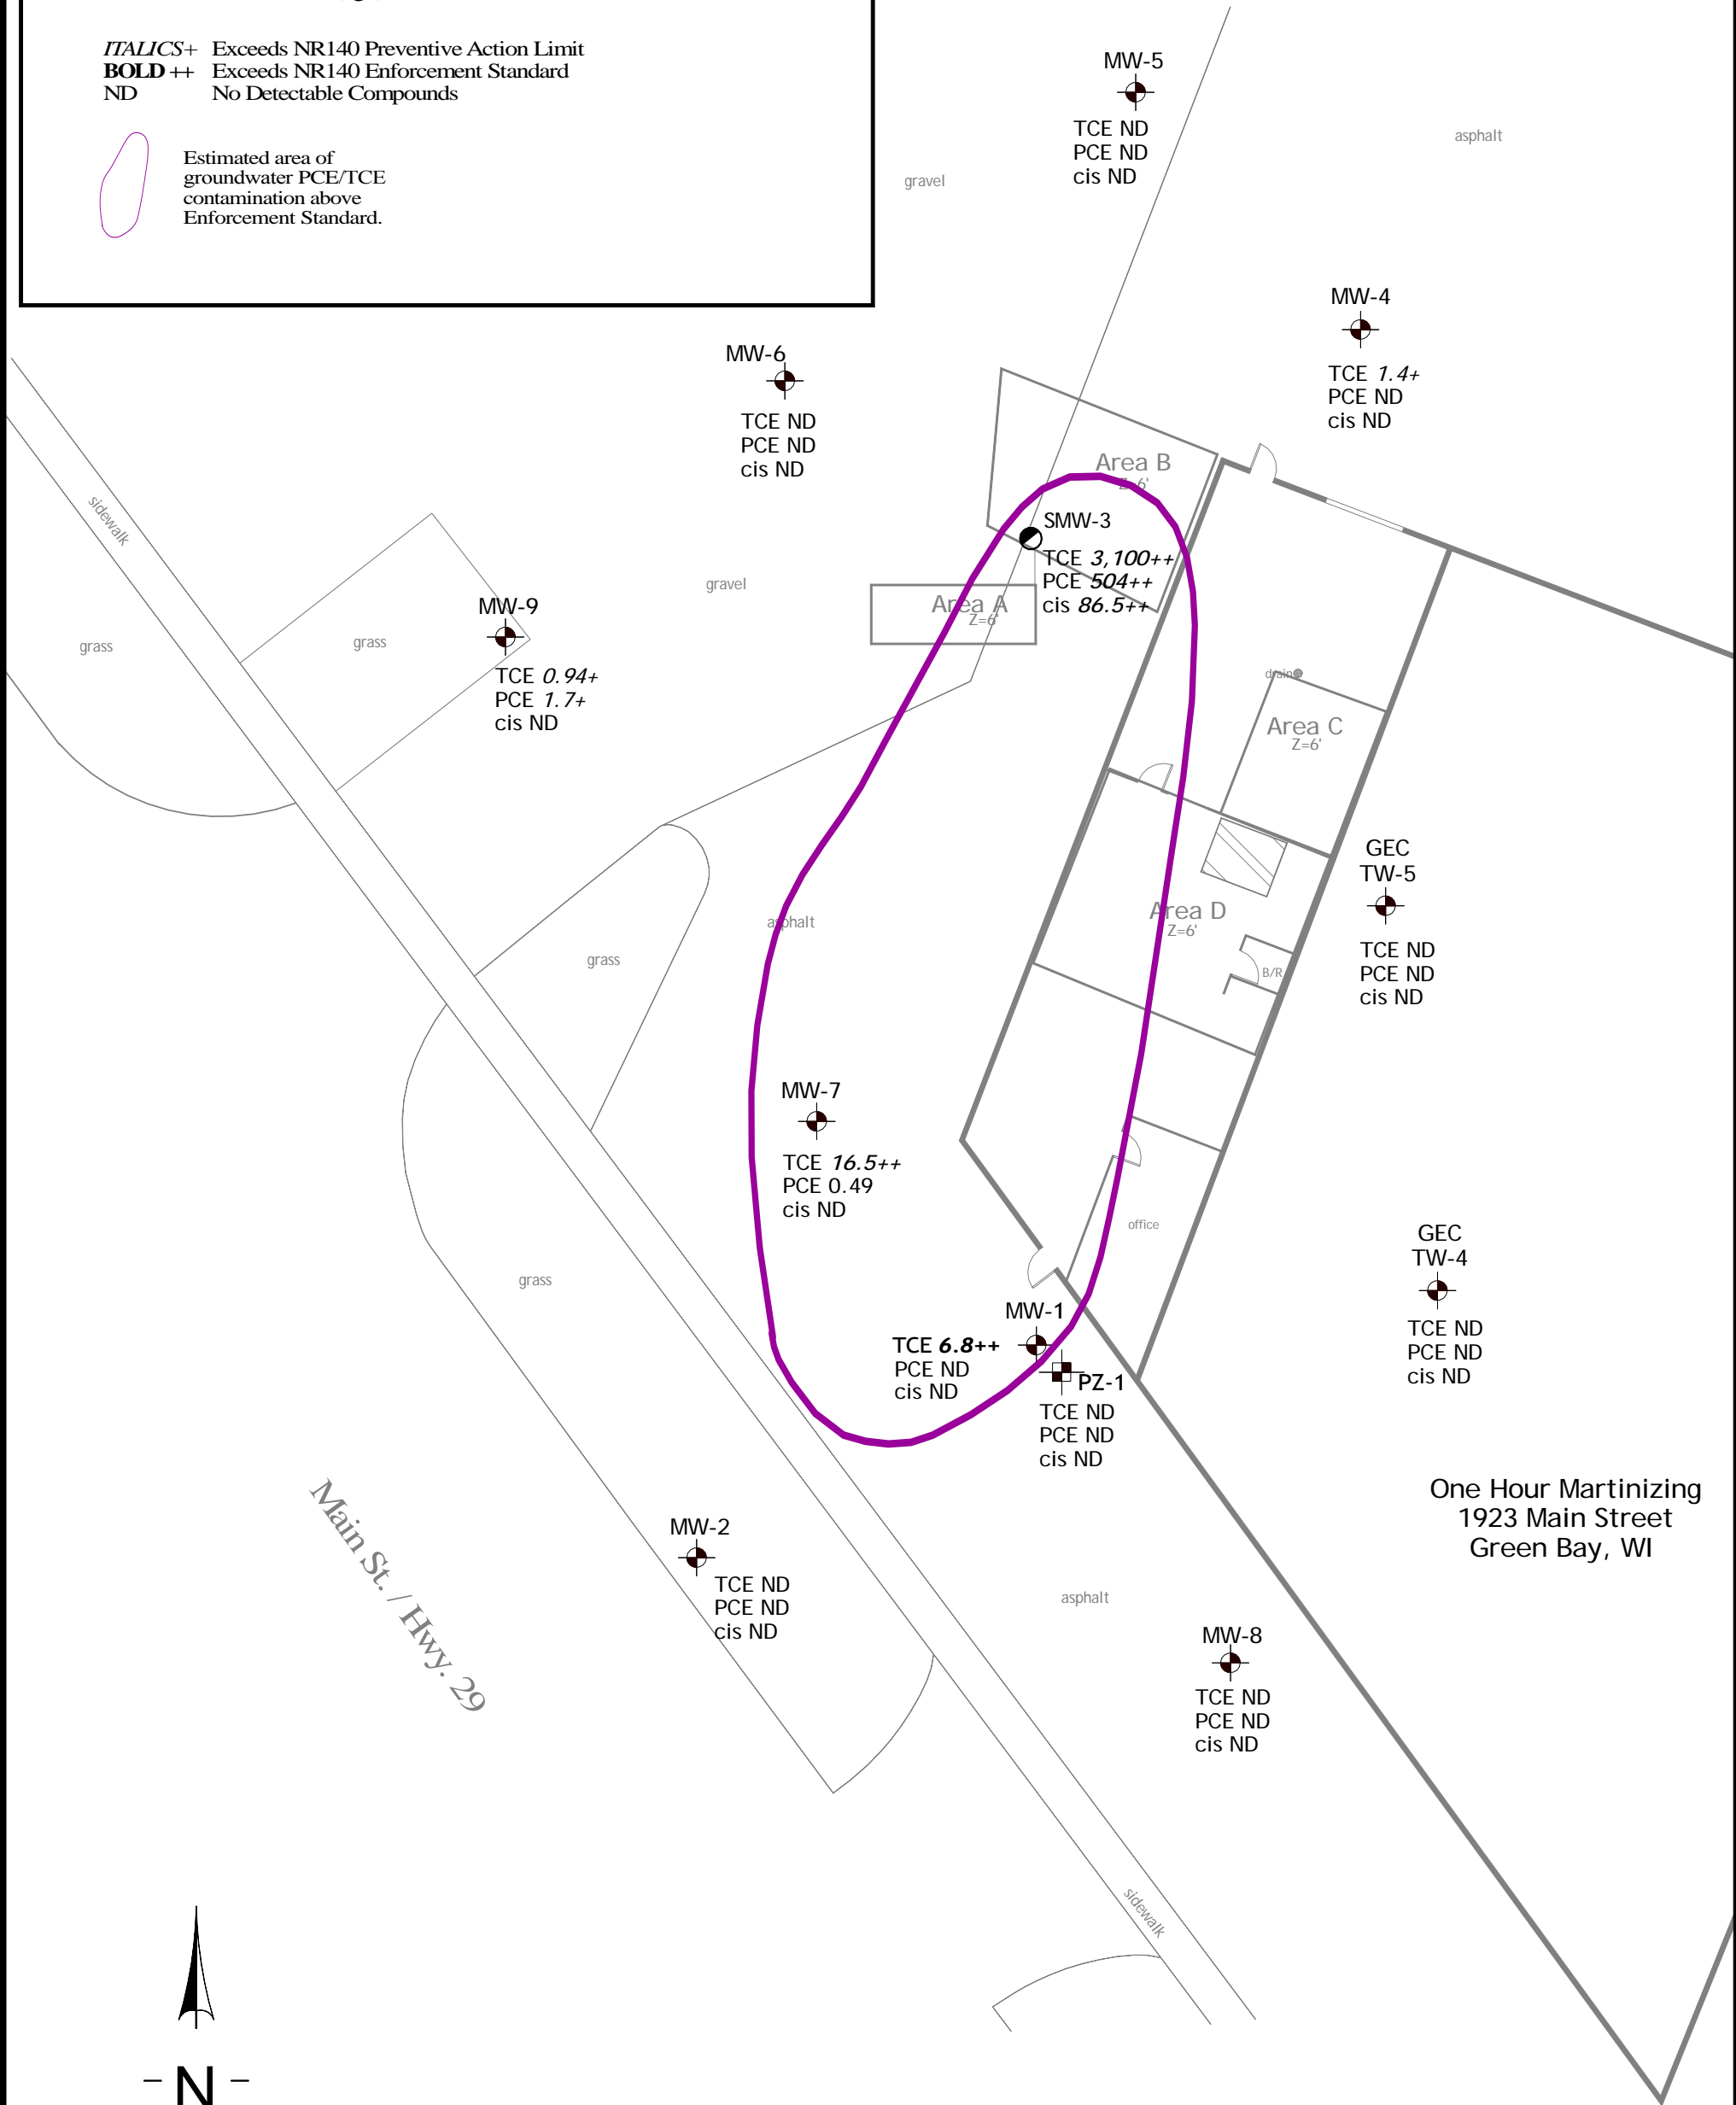 ITALICS+ Exceeds NR140 Preventive Action Limit
BOLD ++ Exceeds NR140 Enforcement Standard
ND No Detectable Compounds
Estimated area of
groundwater PCE/TCE
contamination above
Enforcement Standard.
MW-5
TCE ND
PCE ND
cis ND
asphalt
gravel
MW-4
TCE 1.4+
PCE ND
cis ND
MW-6
TCE ND
PCE ND
cis ND
Area B
Z=6'
sidewalk
SMW-3
TCE 3,100++
PCE 504++
cis 86.5++
gravel
Area A
Z=6'
MW-9
TCE 0.94+
PCE 1.7+
cis ND
grass
grass
drain
Area C
Z=6'
GEC
TW-5
TCE ND
PCE ND
cis ND
Area D
Z=6'
B/R
asphalt
grass
MW-7
TCE 16.5++
PCE 0.49
cis ND
office
grass
GEC
TW-4
TCE ND
PCE ND
cis ND
MW-1
TCE 6.8++
PCE ND
cis ND
PZ-1
TCE ND
PCE ND
cis ND
One Hour Martinizing
1923 Main Street
Green Bay, WI
Main St. / Hwy. 29
MW-2
TCE ND
PCE ND
cis ND
asphalt
MW-8
TCE ND
PCE ND
cis ND
sidewalk
- N -